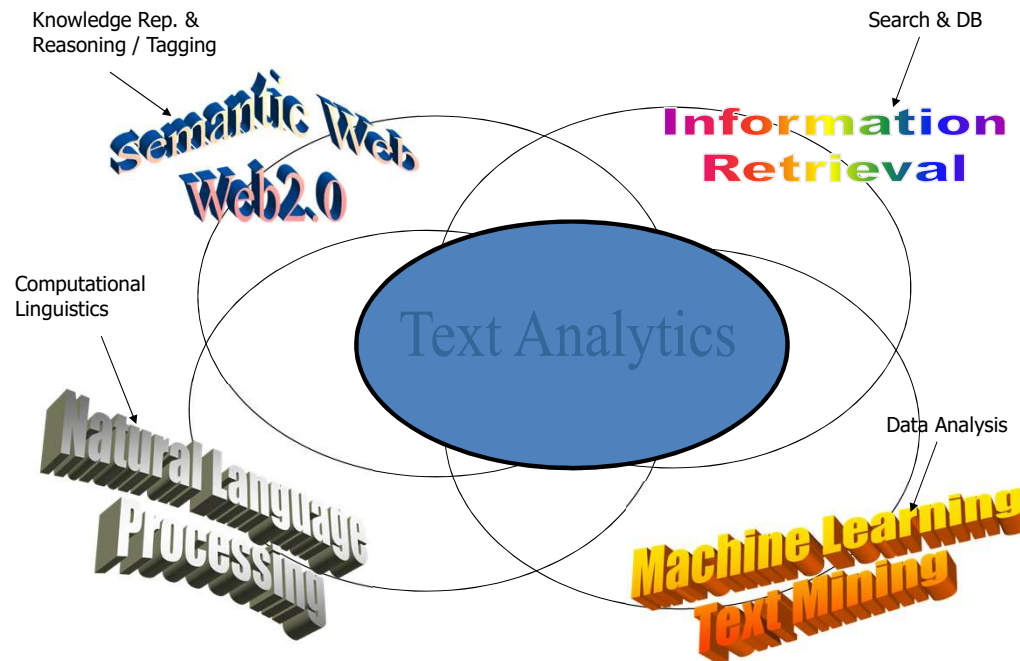 Knowledge Rep. &
Reasoning / Tagging
Search & DB
Semantic Web
Web2.0
Information
Retrieval
Computational
Linguistics
Text Analytics
Natural Language
Processing
Data Analysis
Machine Learning
Text Mining